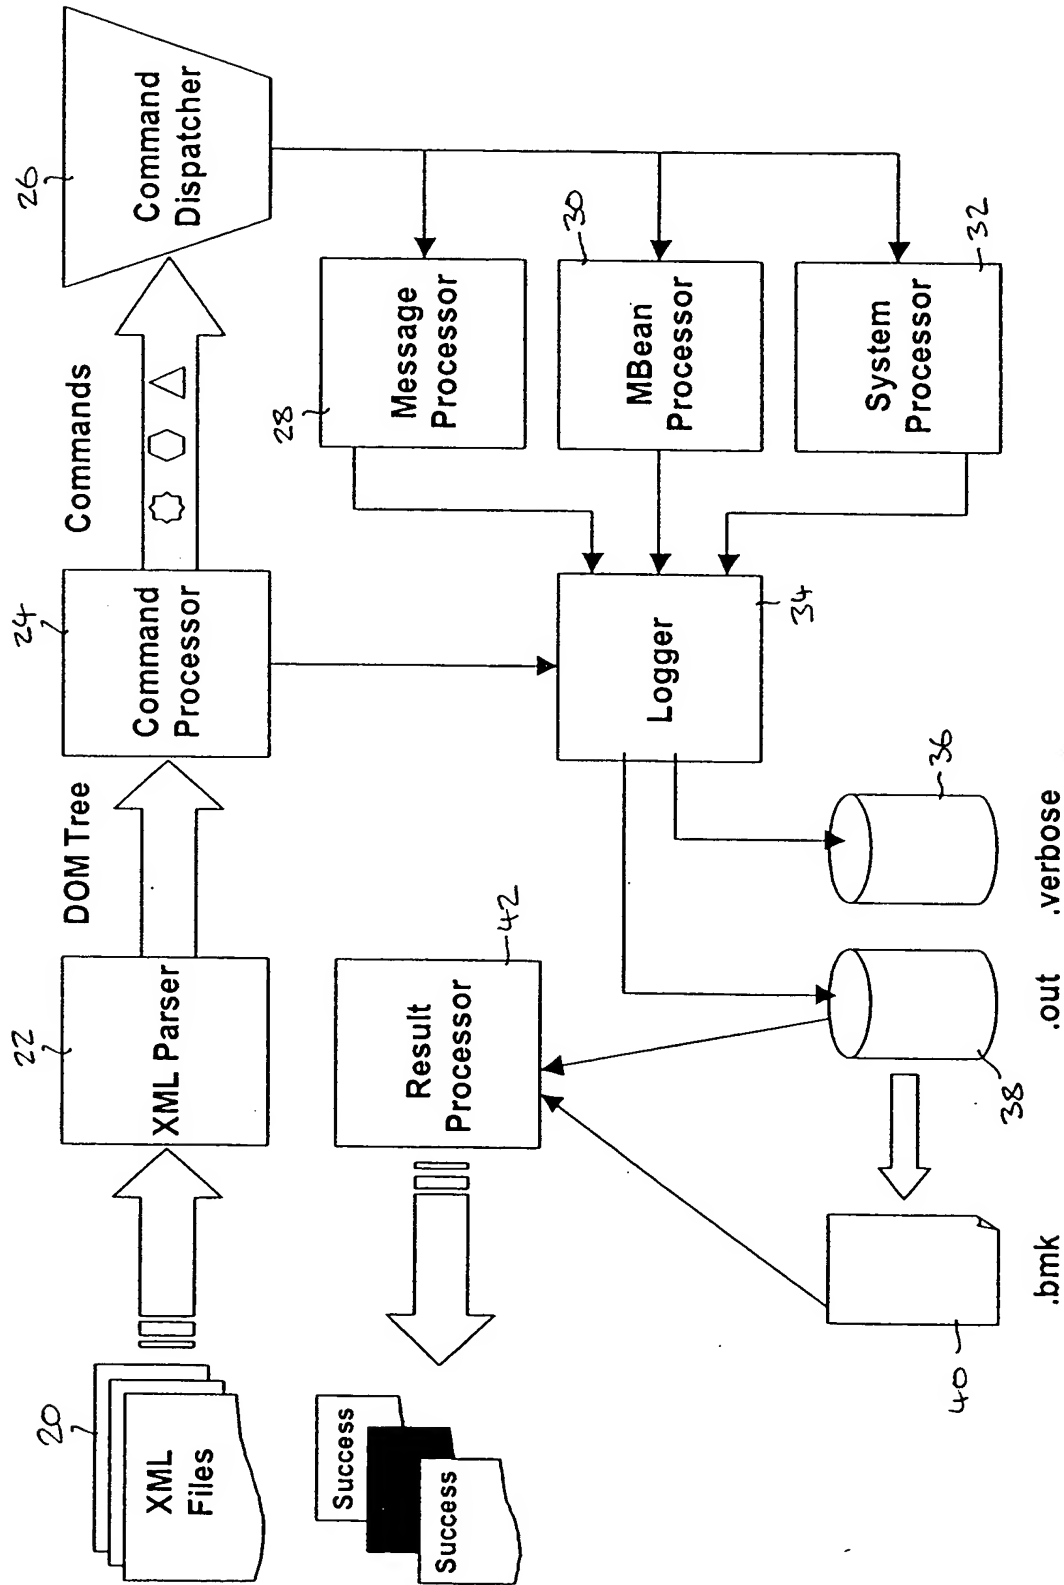 20
XML
Files
22
XML Parser
DOM Tree
24
Command
Processor
Commands
26
Command
Dispatcher
Success
Success
Result
Processor
42
28
Message
Processor
30
MBean
Processor
System
Processor
32
Logger
34
36
.verbose
38
.out
40
.bmk